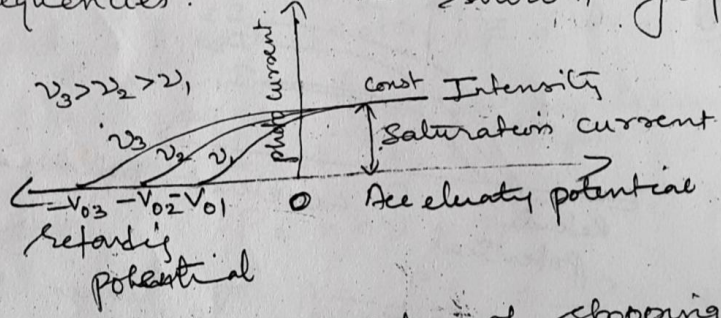 photo current
ν3>ν2>ν1
const Intensity
ν3
ν2
ν1
Saturation current
-V03 -V02 -V01 O Accelerating potential
retarding
potential
stopping